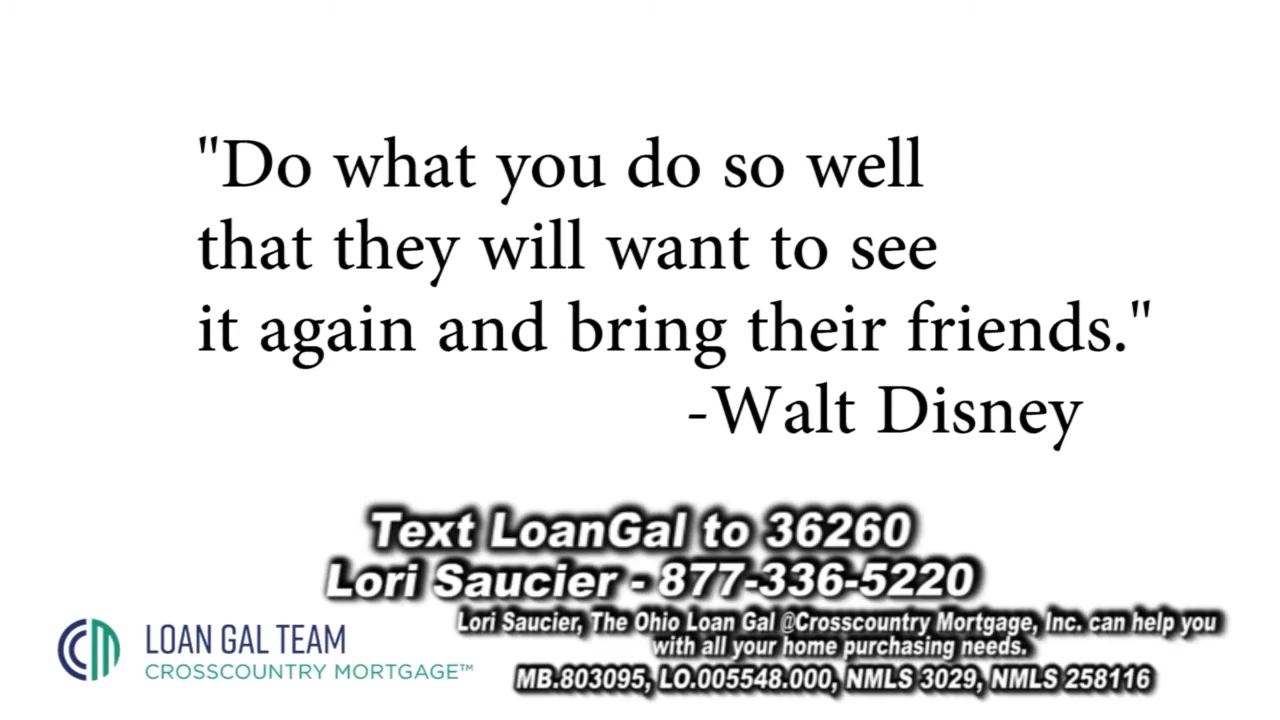 "Do what you do so well
that they will want to see
it again and bring their friends."
-Walt Disney
Text LoanGal to 36260
Lori Saucier - 877-336-5220
Lori Saucier, The Ohio Loan Gal @Crosscountry Mortgage, Inc. can help you
with all your home purchasing needs.
MB.803095, LO.005548.000, NMLS 3029, NMLS 258116
CM
LOAN GAL TEAM
CROSSCOUNTRY MORTGAGE™